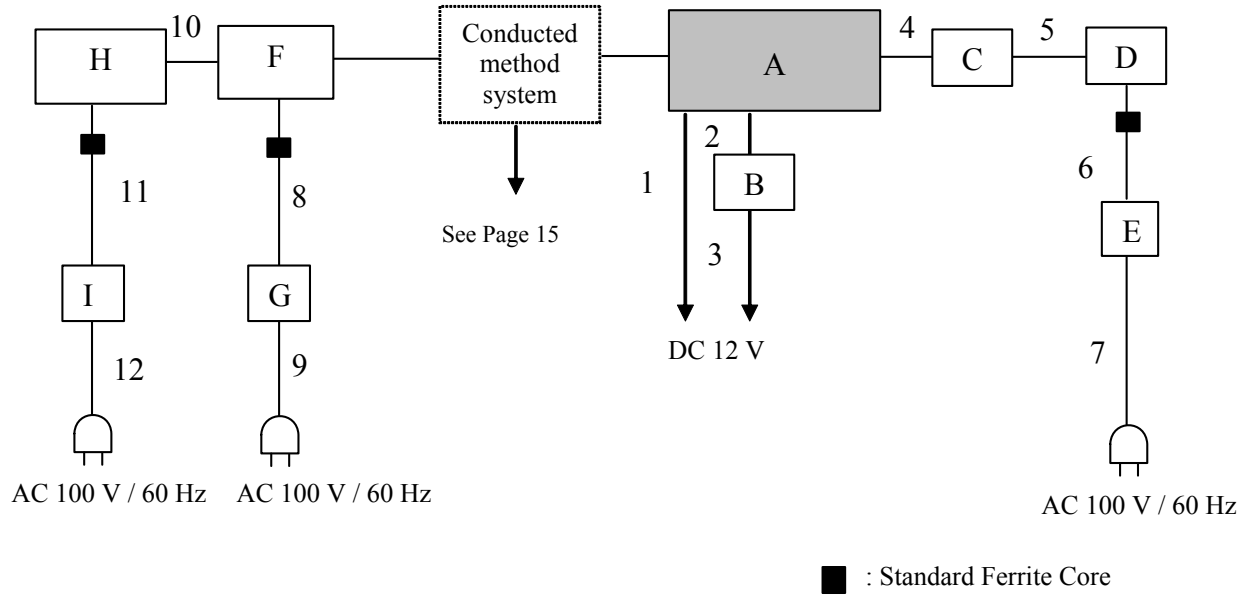 10
H
F
Conducted
method
system
A
4
C
5
D
2
1
B
6
11
8
See Page 15
3
E
I
G
DC 12 V
12
9
7
AC 100 V / 60 Hz
AC 100 V / 60 Hz
AC 100 V / 60 Hz
: Standard Ferrite Core